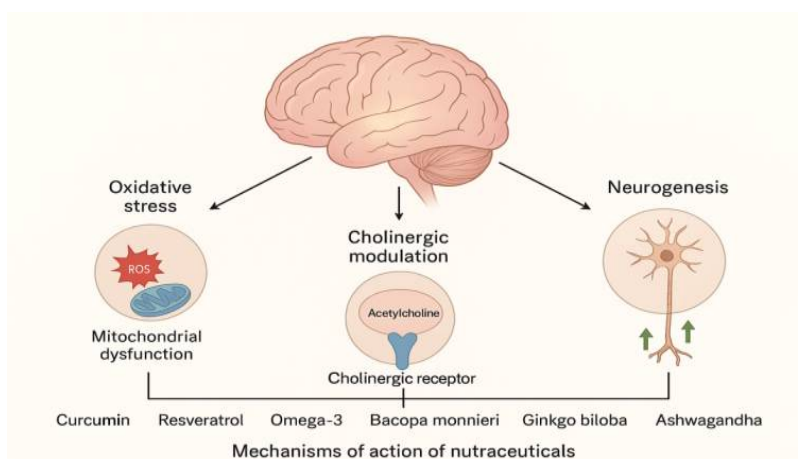 Oxidative
stress
Neurogenesis
Cholinergic
modulation
ROS
Acetylcholine
Mitochondrial
dysfunction
Cholinergic receptor
Curcumin Resveratrol Omega-3 Bacopa monnieri Ginkgo biloba Ashwagandha
Mechanisms of action of nutraceuticals